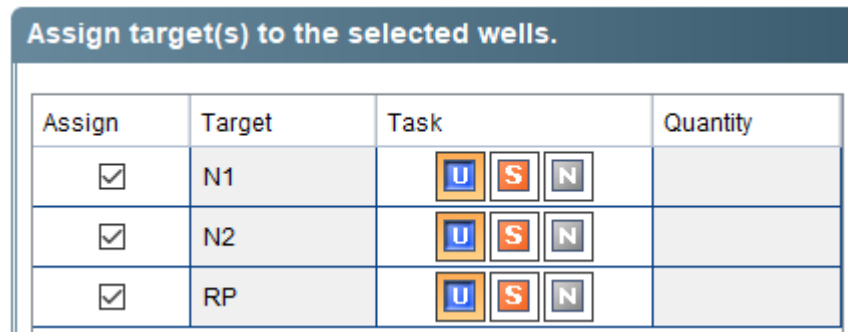 Assign target(s) to the selected wells.
Assign Target Task Quantity
N1 U S N
N2 U S N
RP U S N